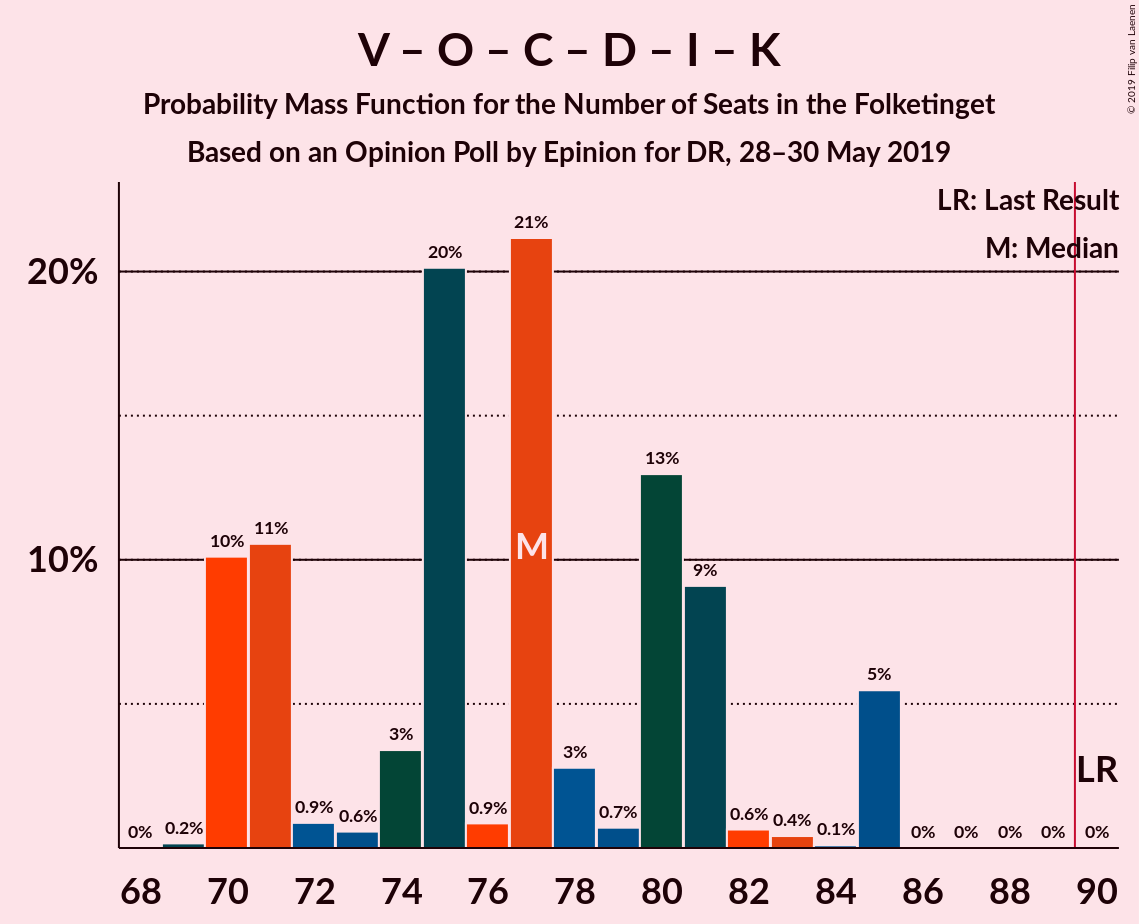 V – O – C – D – I – K
Probability Mass Function for the Number of Seats in the Folketinget
Based on an Opinion Poll by Epinion for DR, 28–30 May 2019
© 2019 Filip van Laenen
LR: Last Result
M: Median
20%
10%
0%
0.2%
10%
11%
0.9%
0.6%
3%
20%
0.9%
21%
3%
0.7%
13%
9%
0.6%
0.4%
0.1%
5%
0%
0%
0%
0%
0%
M
LR
68 70 72 74 76 78 80 82 84 86 88 90